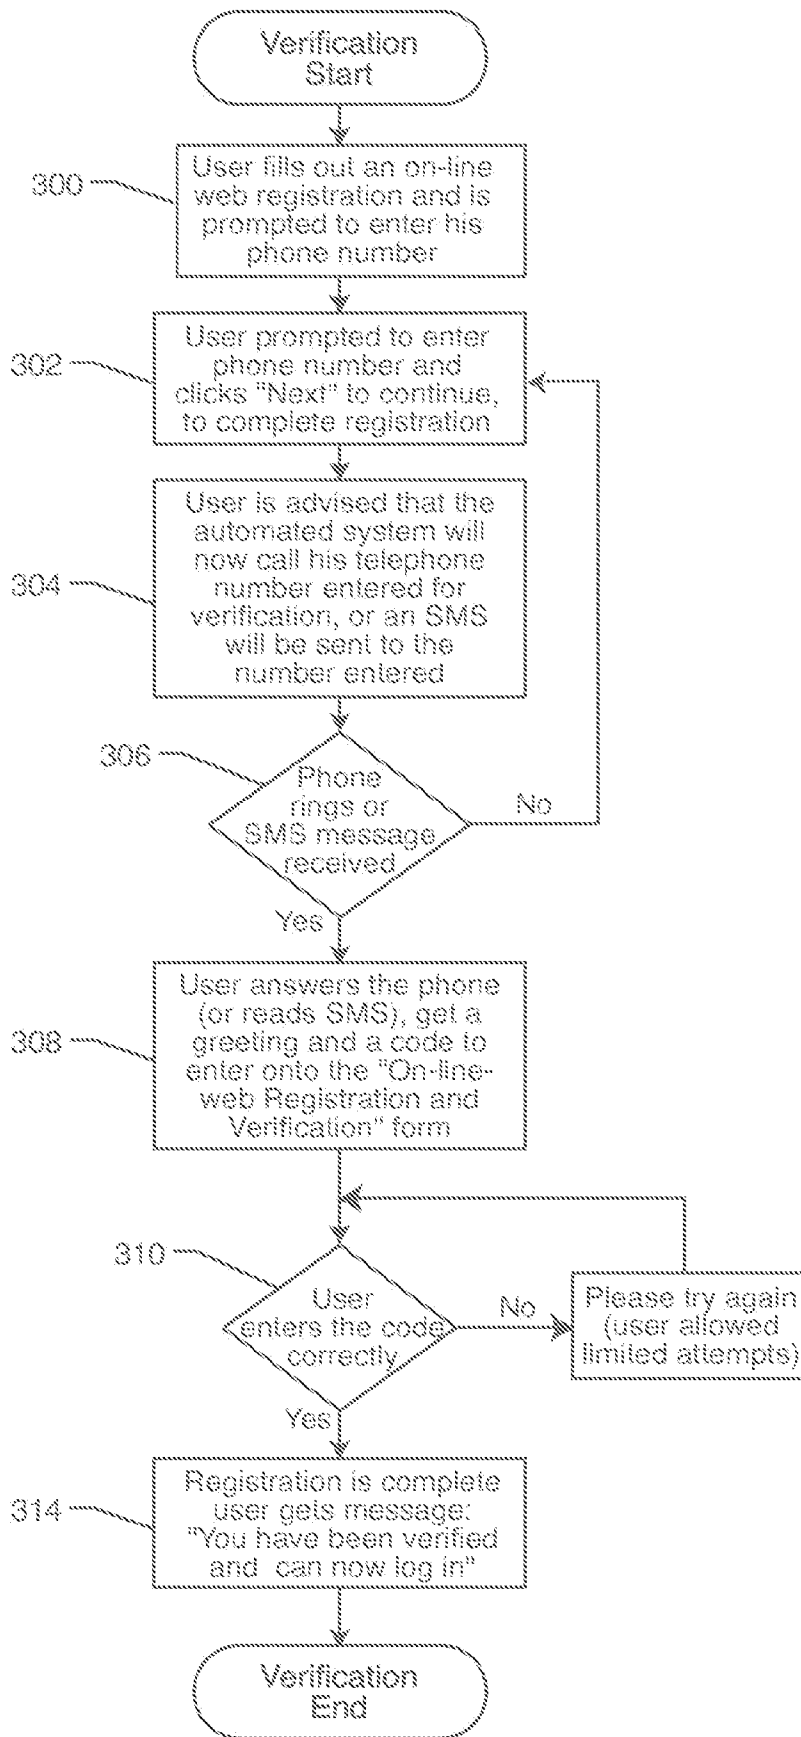 Verification
Start
300
User fills out an on-line
web registration and is
prompted to enter his
phone number
302
User prompted to enter
phone number and
clicks "Next" to continue,
to complete registration
304
User is advised that the
automated system will
now call his telephone
number entered for
verification, or an SMS
will be sent to the
number entered
306
Phone
rings or
SMS message
received
No
Yes
308
User answers the phone
(or reads SMS), get a
greeting and a code to
enter onto the "On-line-
web Registration and
Verification" form
310
User
enters the code
correctly
No
Please try again
(user allowed
limited attempts)
Yes
314
Registration is complete
user gets message:
"You have been verified
and can now log in"
Verification
End